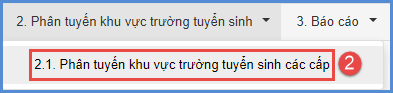 2. Phân tuyến khu vực trường tuyển sinh 3. Báo cáo
2.1. Phân tuyến khu vực trường tuyển sinh các cấp 2